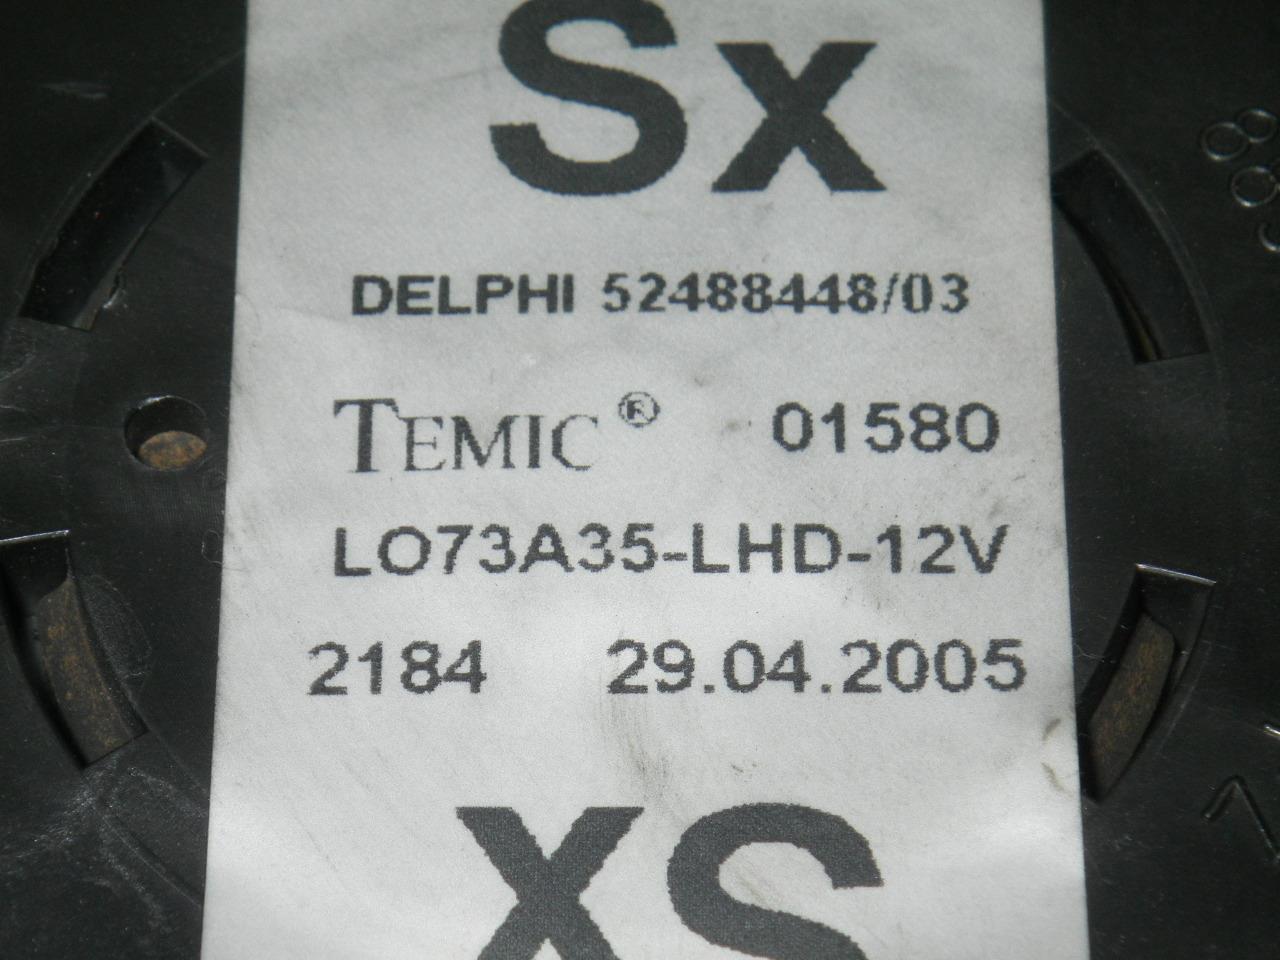 Sx
DELPHI 52488448/03
TEMIC® 01580
LO73A35-LHD-12V
2184 29.04.2005
XS